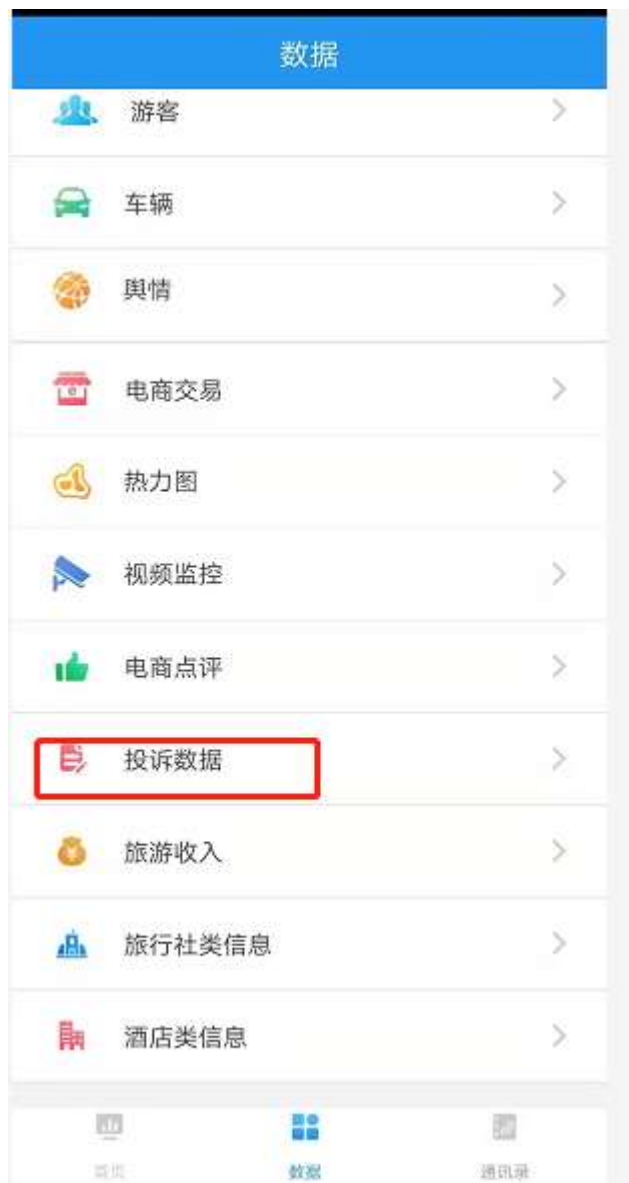 数据
游客
车辆
舆情
电商交易
热力图
视频监控
电商点评
投诉数据
旅游收入
旅行社类信息
酒店类信息
首页 数据 通讯录